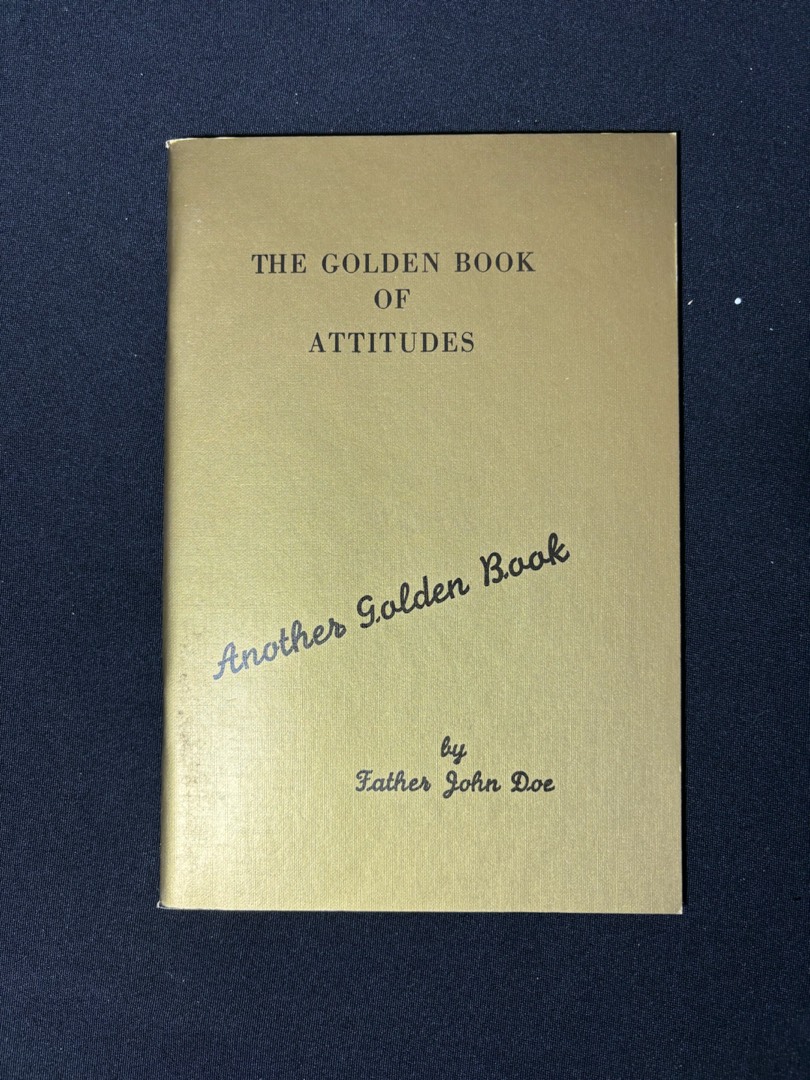 THE GOLDEN BOOK
OF
ATTITUDES
Another Golden Book
by
Father John Doe